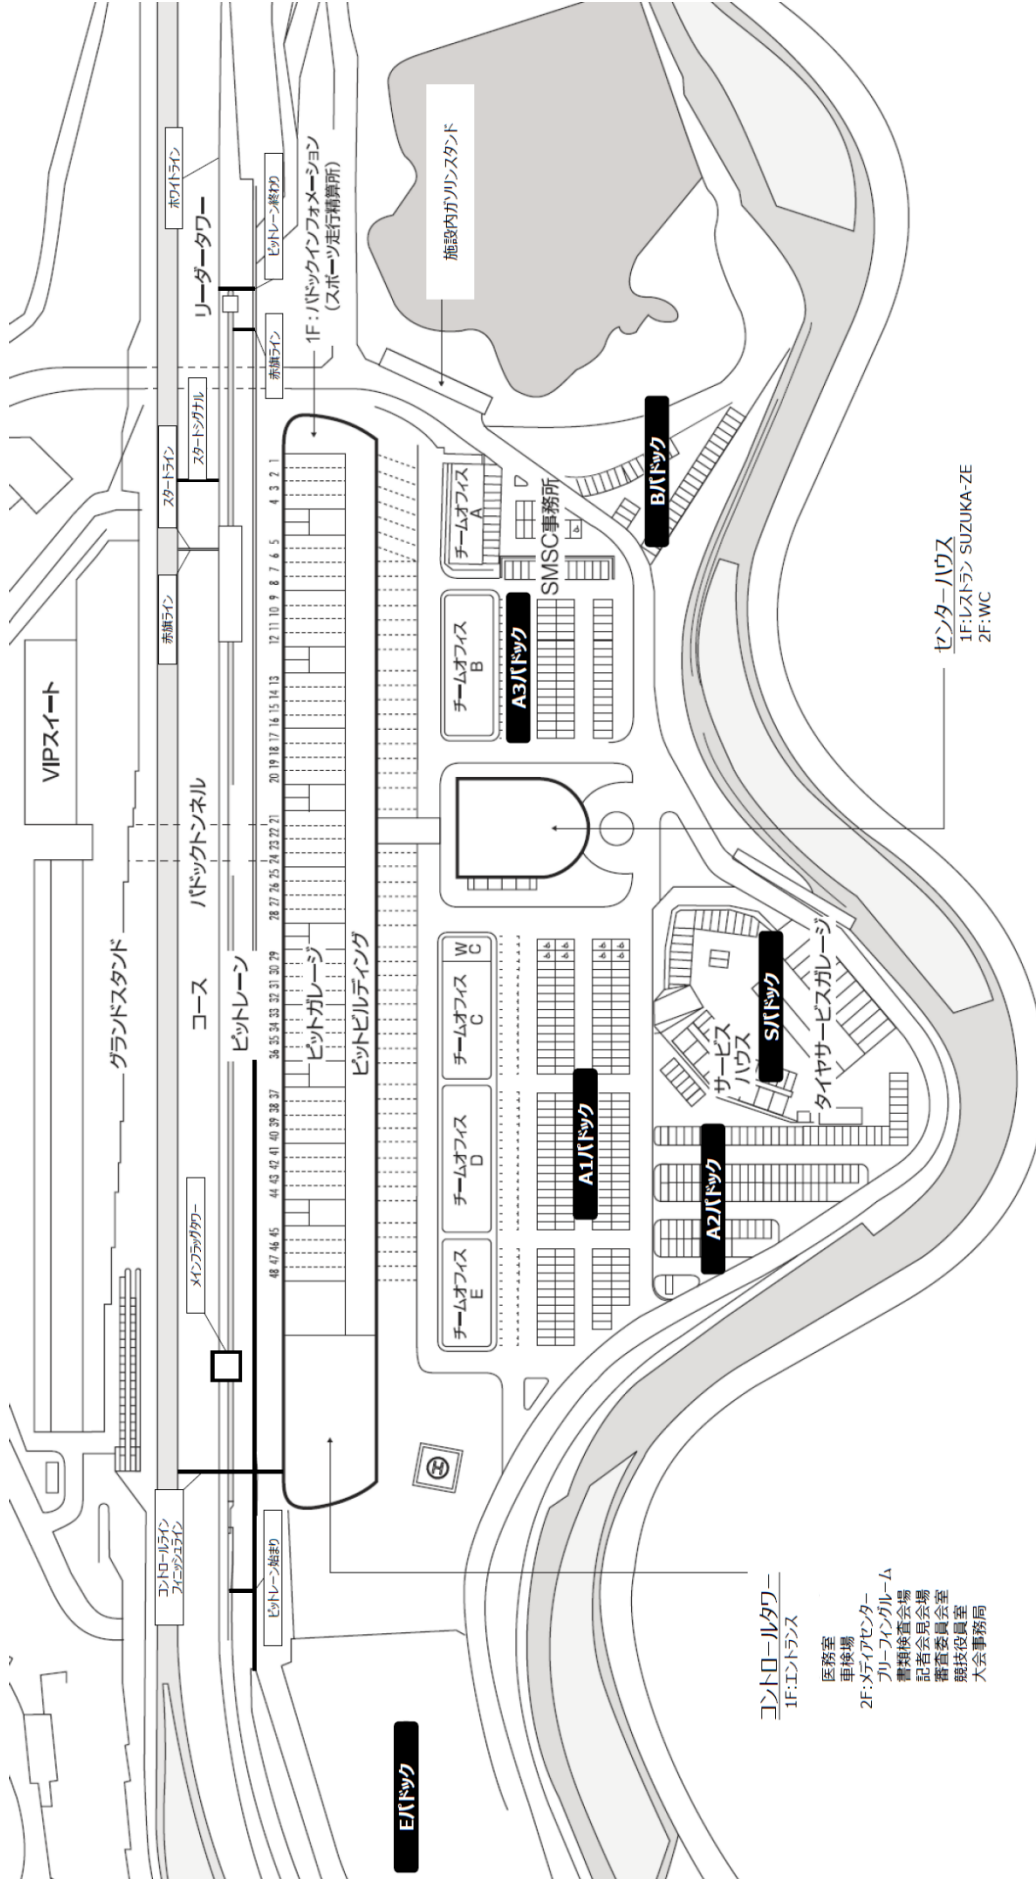 VIPスイート
グランドスタンド
コントロールライン
フィニッシュライン
赤旗ライン
スタートライン
ホワイトライン
メインフラッグタワー
コース
パドックトンネル
スタートシグナル
リーダータワー
ピットレーン
ピットレーン始まり
赤旗ライン
ピットレーン終わり
48 47 46 45
44 43 42 41 40 39 38 37
36 35 34 33 32 31 30 29
28 27 26 25 24 23 22 21
20 19 18 17 16 15 14 13
12 11 10 9 8 7 6 5
4 3 2 1
ピットガレージ
ピットビルディング
1F:パドックインフォメーション
(スポーツ走行精算所)
施設内ガソリンスタンド
Eパドック
H
チームオフィス
E
チームオフィス
D
チームオフィス
C
WC
チームオフィス
B
チームオフィス
A
A3パドック
SMSC事務所
A1パドック
Bパドック
A2パドック
サービス
ハウス
Sパドック
タイヤサービスガレージ
コントロールタワー
1F:エントランス
医務室
車検場
2F:メディアセンター
ブリーフィングルーム
書類検査会場
記者会見会場
審査委員会室
競技役員室
大会事務局
センターハウス
1F:レストラン SUZUKA-ZE
2F:WC